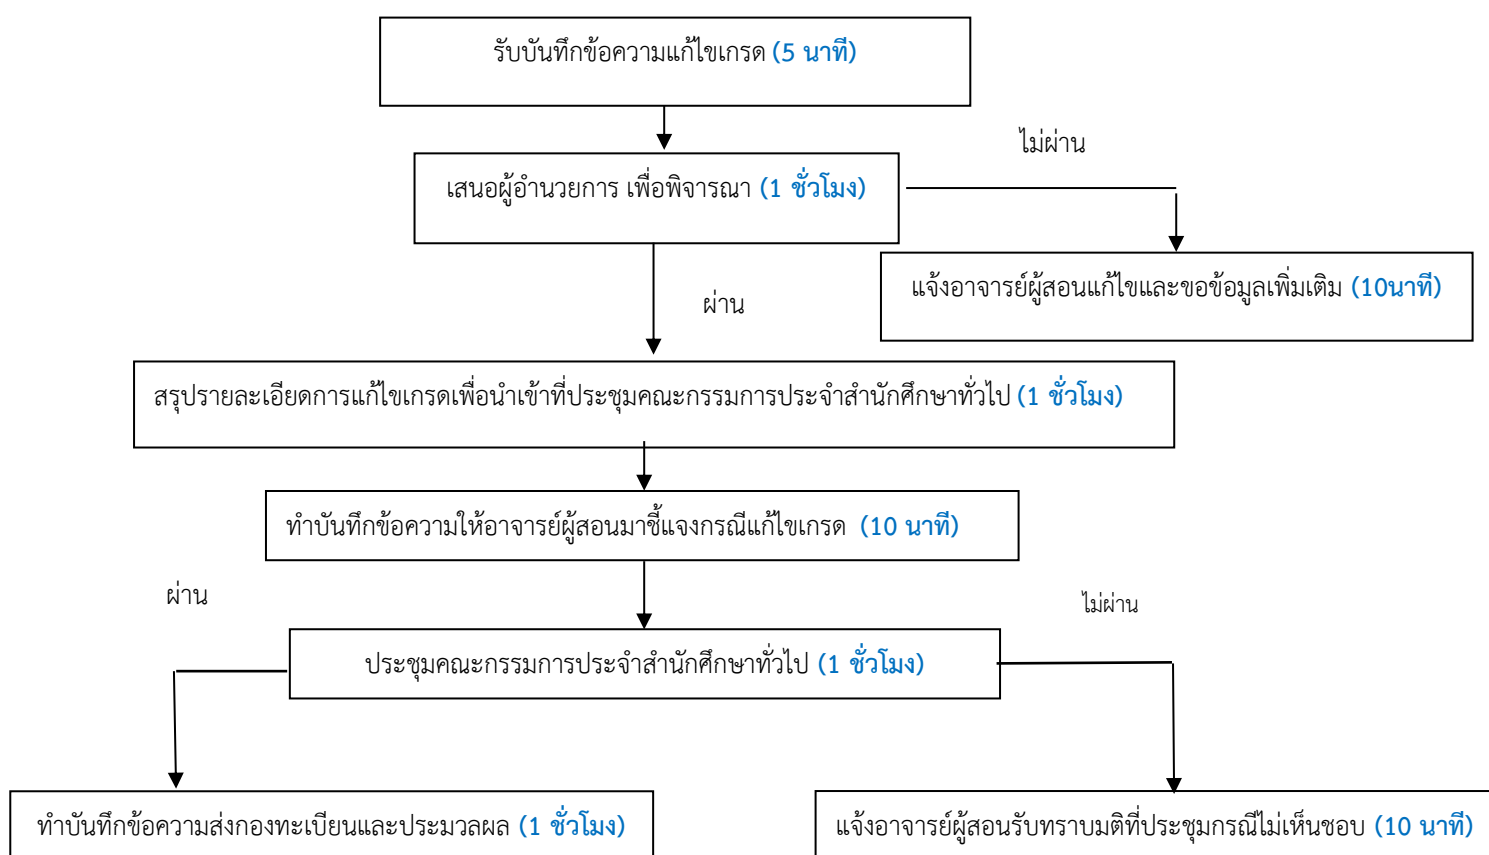 รับบันทึกข้อความแก้ไขเกรด (5 นาที)
ไม่ผ่าน
เสนอผู้อำนวยการ เพื่อพิจารณา (1 ชั่วโมง)
แจ้งอาจารย์ผู้สอนแก้ไขและขอข้อมูลเพิ่มเติม (10นาที)
ผ่าน
สรุปรายละเอียดการแก้ไขเกรดเพื่อนำเข้าที่ประชุมคณะกรรมการประจำสำนักศึกษาทั่วไป (1 ชั่วโมง)
ทำบันทึกข้อความให้อาจารย์ผู้สอนมาชี้แจงกรณีแก้ไขเกรด (10 นาที)
ผ่าน
ไม่ผ่าน
ประชุมคณะกรรมการประจำสำนักศึกษาทั่วไป (1 ชั่วโมง)
ทำบันทึกข้อความส่งกองทะเบียนและประมวลผล (1 ชั่วโมง)
แจ้งอาจารย์ผู้สอนรับทราบมติที่ประชุมกรณีไม่เห็นชอบ (10 นาที)